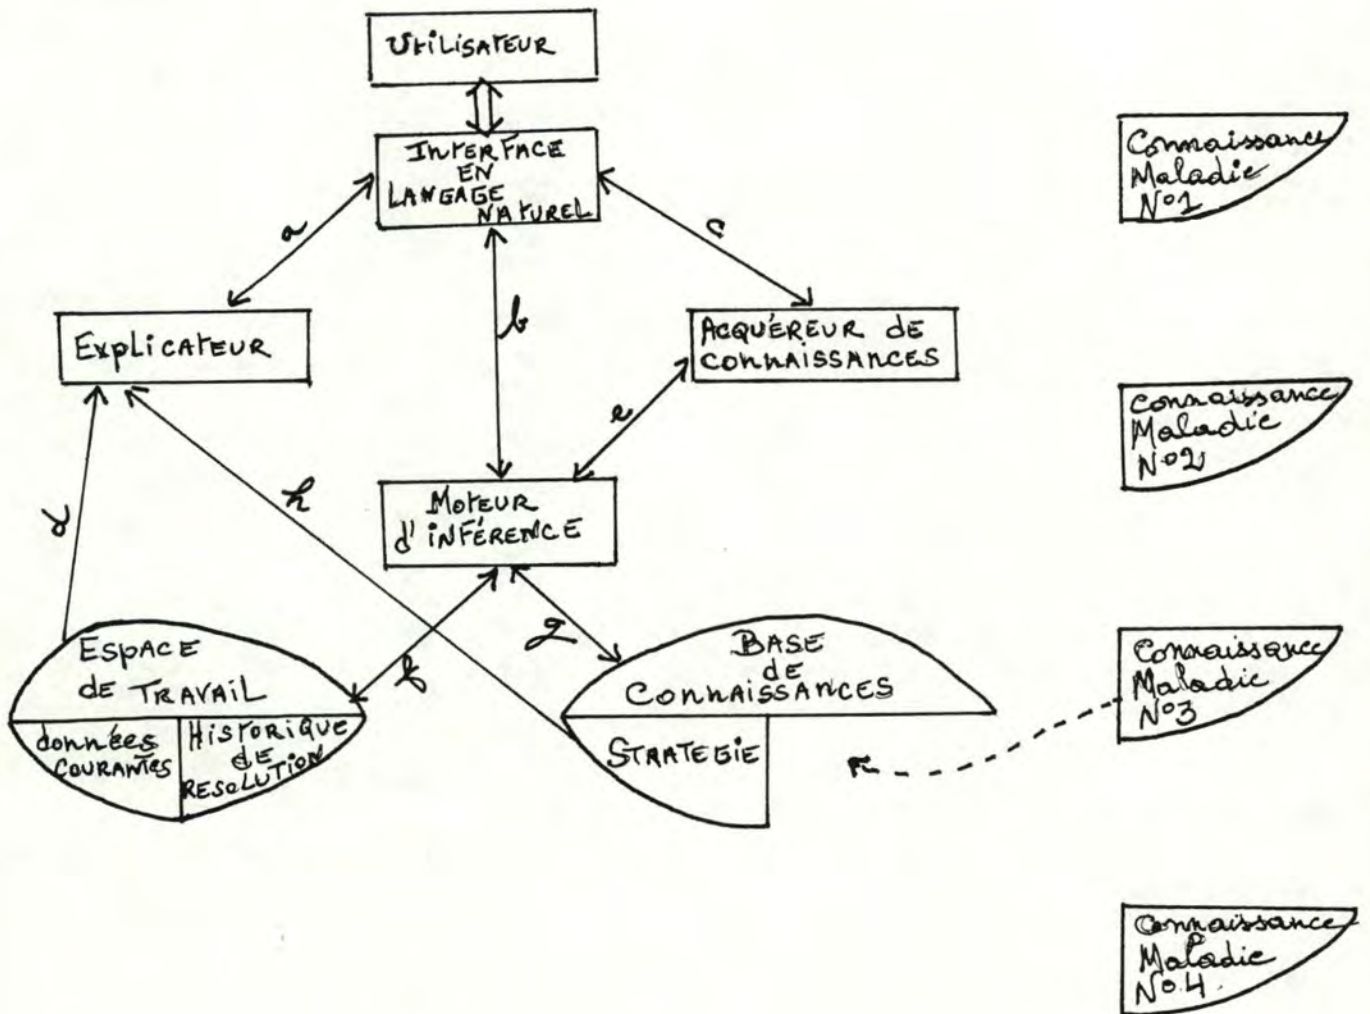 UtiLiSATEUR
INTERFACE
EN
LANGAGE
NATUREL
a
c
b
Connaissance
Maladie
N°1
ExpliCATEUR
ACQUÉREUR dE
CONNAISSANCES
e
Connaissance
Maladie
N°2
d
h
MoTEUR
d'iNFÉRENCE
ESPACE
de TRAVAIL
données
COURANTES
HISTORIQUE
de
RESOLUTION
f
g
BASE
de
CONNAISSANCES
STRATEGIE
Connaissance
Maladie
N°3
Connaissance
Maladie
N°4.